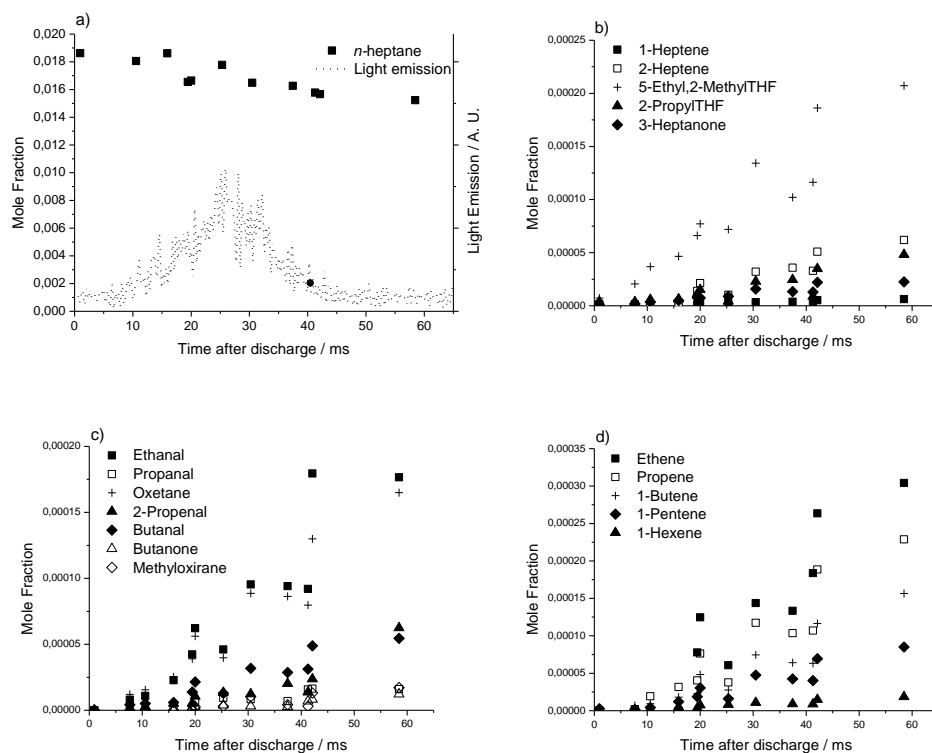 a)
0,020
0,018
0,016
0,014
0,012
0,010
0,008
0,006
0,004
0,002
0,000
Mole Fraction
n-heptane
Light emission
Light Emission / A. U.
0 10 20 30 40 50 60
Time after discharge / ms
b)
0,00025
0,00020
0,00015
0,00010
0,00005
0,00000
Mole Fraction
1-Heptene
2-Heptene
5-Ethyl,2-MethylTHF
2-PropylTHF
3-Heptanone
0 10 20 30 40 50 60
Time after discharge / ms
c)
0,00020
0,00015
0,00010
0,00005
0,00000
Mole Fraction
Ethanal
Propanal
Oxetane
2-Propenal
Butanal
Butanone
Methyloxirane
0 10 20 30 40 50 60
Time after discharge / ms
d)
0,00035
0,00030
0,00025
0,00020
0,00015
0,00010
0,00005
0,00000
Mole Fraction
Ethene
Propene
1-Butene
1-Pentene
1-Hexene
0 10 20 30 40 50 60
Time after discharge / ms